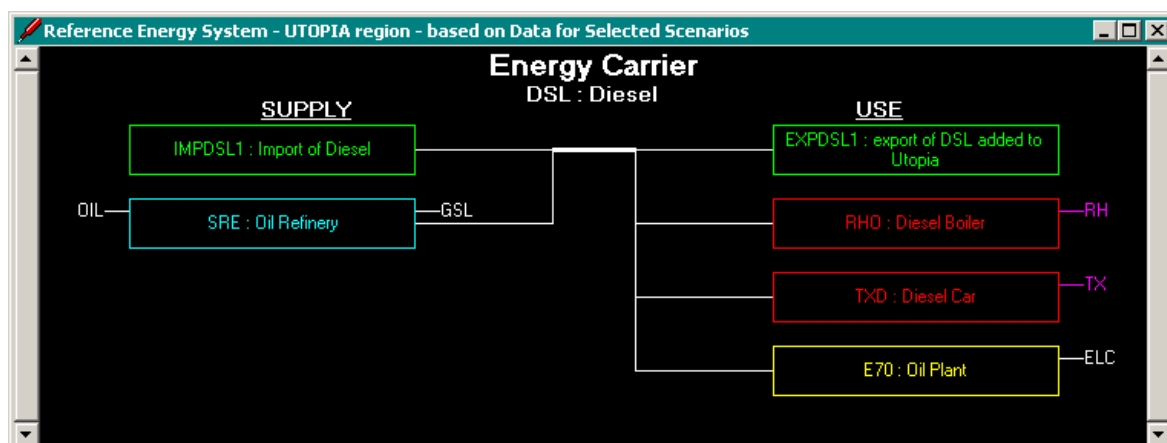 Reference Energy System - UTOPIA region - based on Data for Selected Scenarios
Energy Carrier
DSL : Diesel
SUPPLY
USE
IMPDSL1 : Import of Diesel
EXPDSL1 : export of DSL added to
Utopia
OIL
SRE : Oil Refinery
GSL
RHO : Diesel Boiler
RH
TXD : Diesel Car
TX
E70 : Oil Plant
ELC